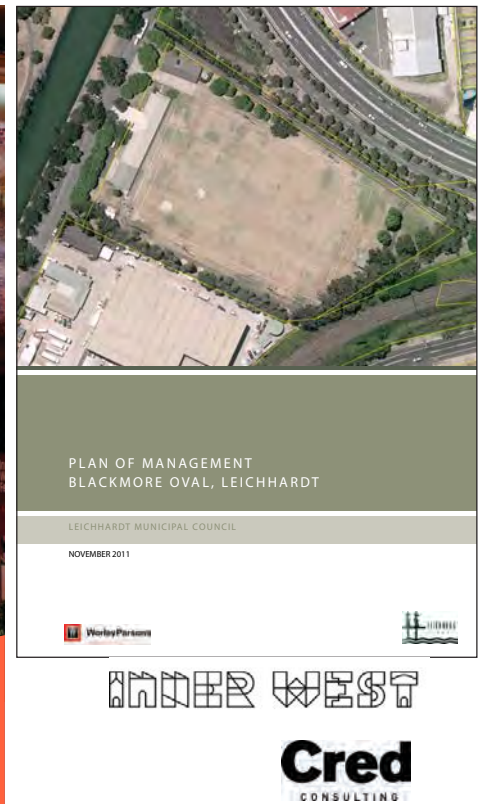 PLAN OF MANAGEMENT
BLACKMORE OVAL, LEICHHARDT
LEICHHARDT MUNICIPAL COUNCIL
NOVEMBER 2011
WorleyParsons
INNER WEST
Cred
CONSULTING